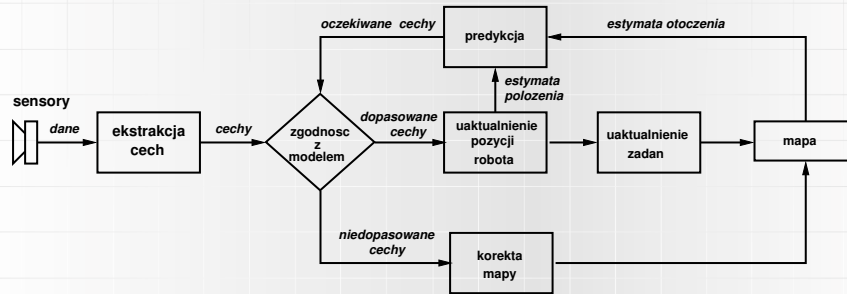 oczekiwane cechy
predykcja
estymata otoczenia
estymata
polozenia
sensory
dane
ekstrakcja
cech
cechy
zgodnosc
z
modelem
dopasowane
cechy
uaktualnienie
pozycji
robota
uaktualnienie
zadan
mapa
niedopasowane
cechy
korekta
mapy